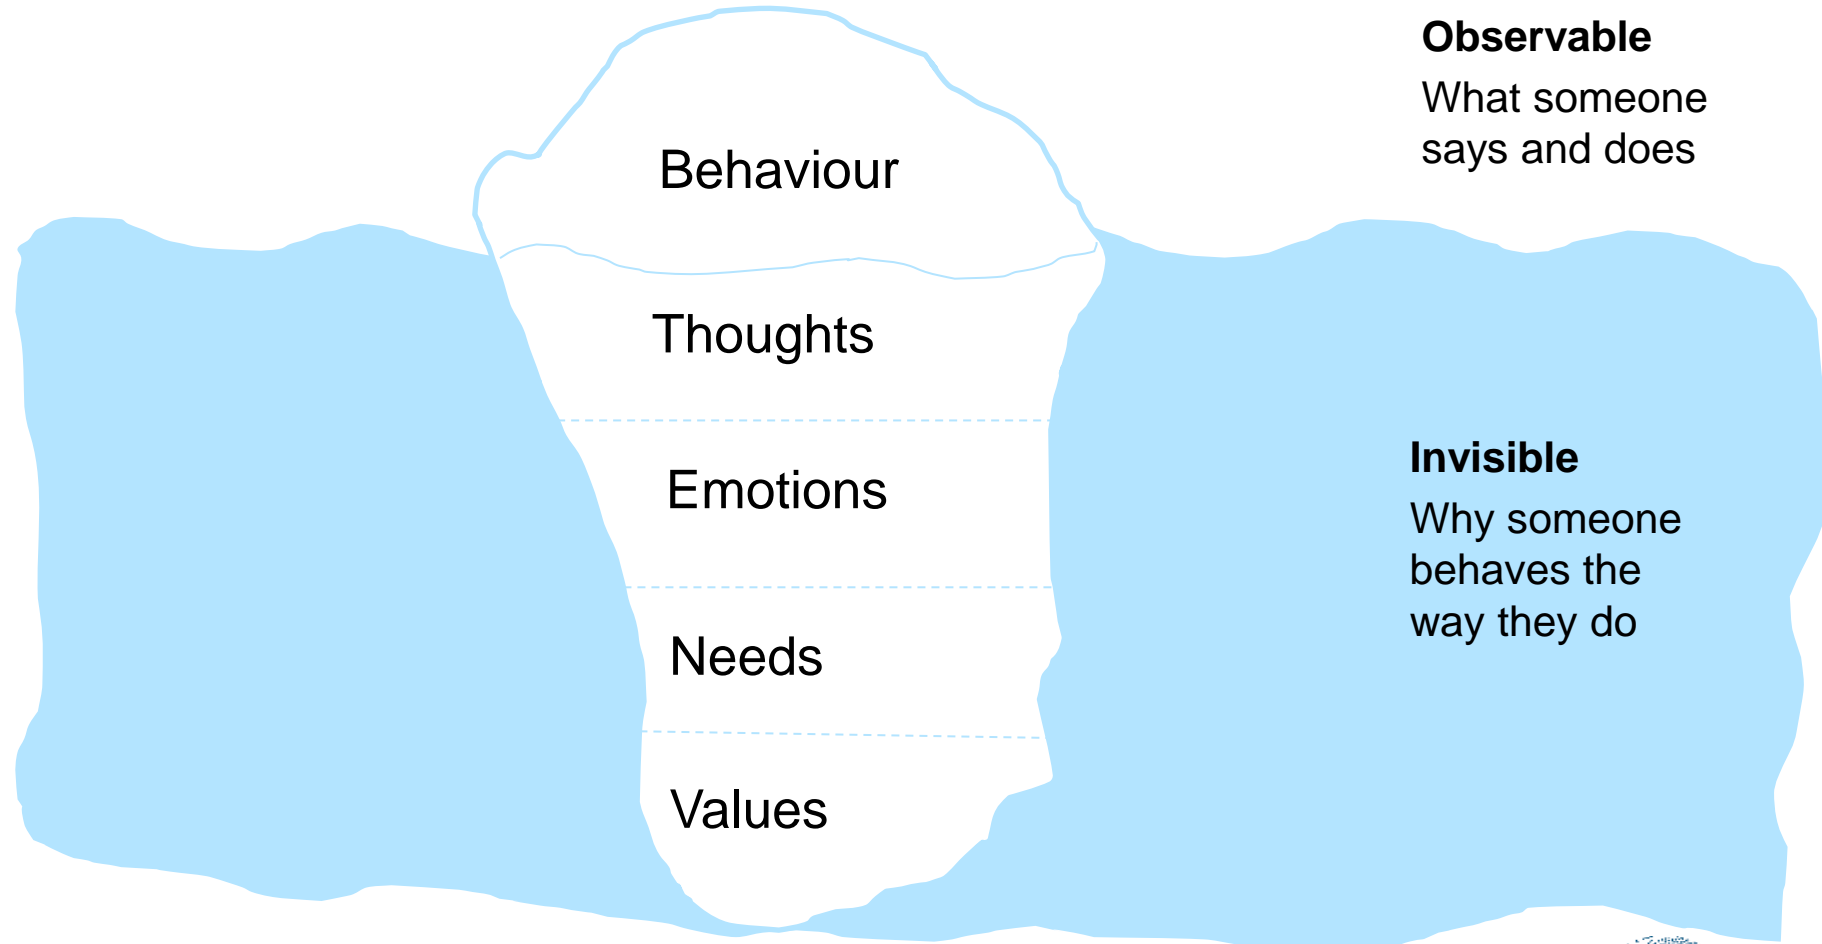 Observable
What someone
says and does
Behaviour
Thoughts
Emotions
Invisible
Why someone
behaves the
way they do
Needs
Values